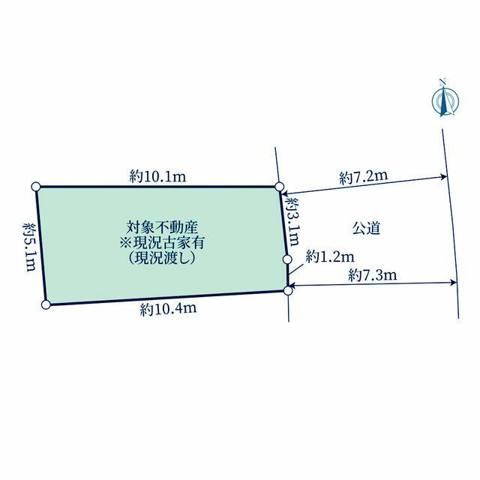 N
約10.1m
約7.2m
約5.1m
対象不動産
※現況古家有
（現況渡し）
約3.1m
公道
約1.2m
約7.3m
約10.4m